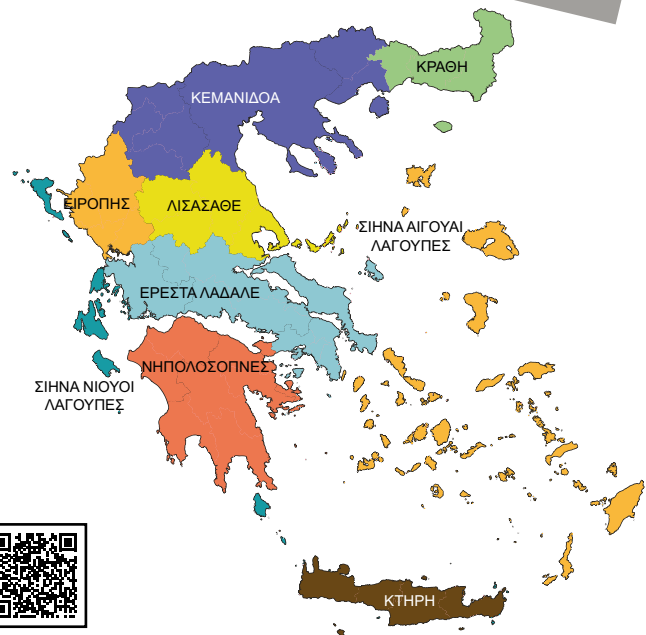 ΚΡΑΘΗ
ΚΕΜΑΝΙΔΟΑ
ΕΙΡΟΠΗΣ
ΛΙΣΑΣΑΘΕ
ΣΙΗΝΑ ΑΙΓΟΥΑΙ
ΛΑΓΟΥΠΕΣ
ΕΡΕΣΤΑ ΛΑΔΑΛΕ
ΝΗΠΟΛΟΣΟΠΝΕΣ
ΣΙΗΝΑ ΝΙΟΥΟΙ
ΛΑΓΟΥΠΕΣ
ΚΤΗΡΗ